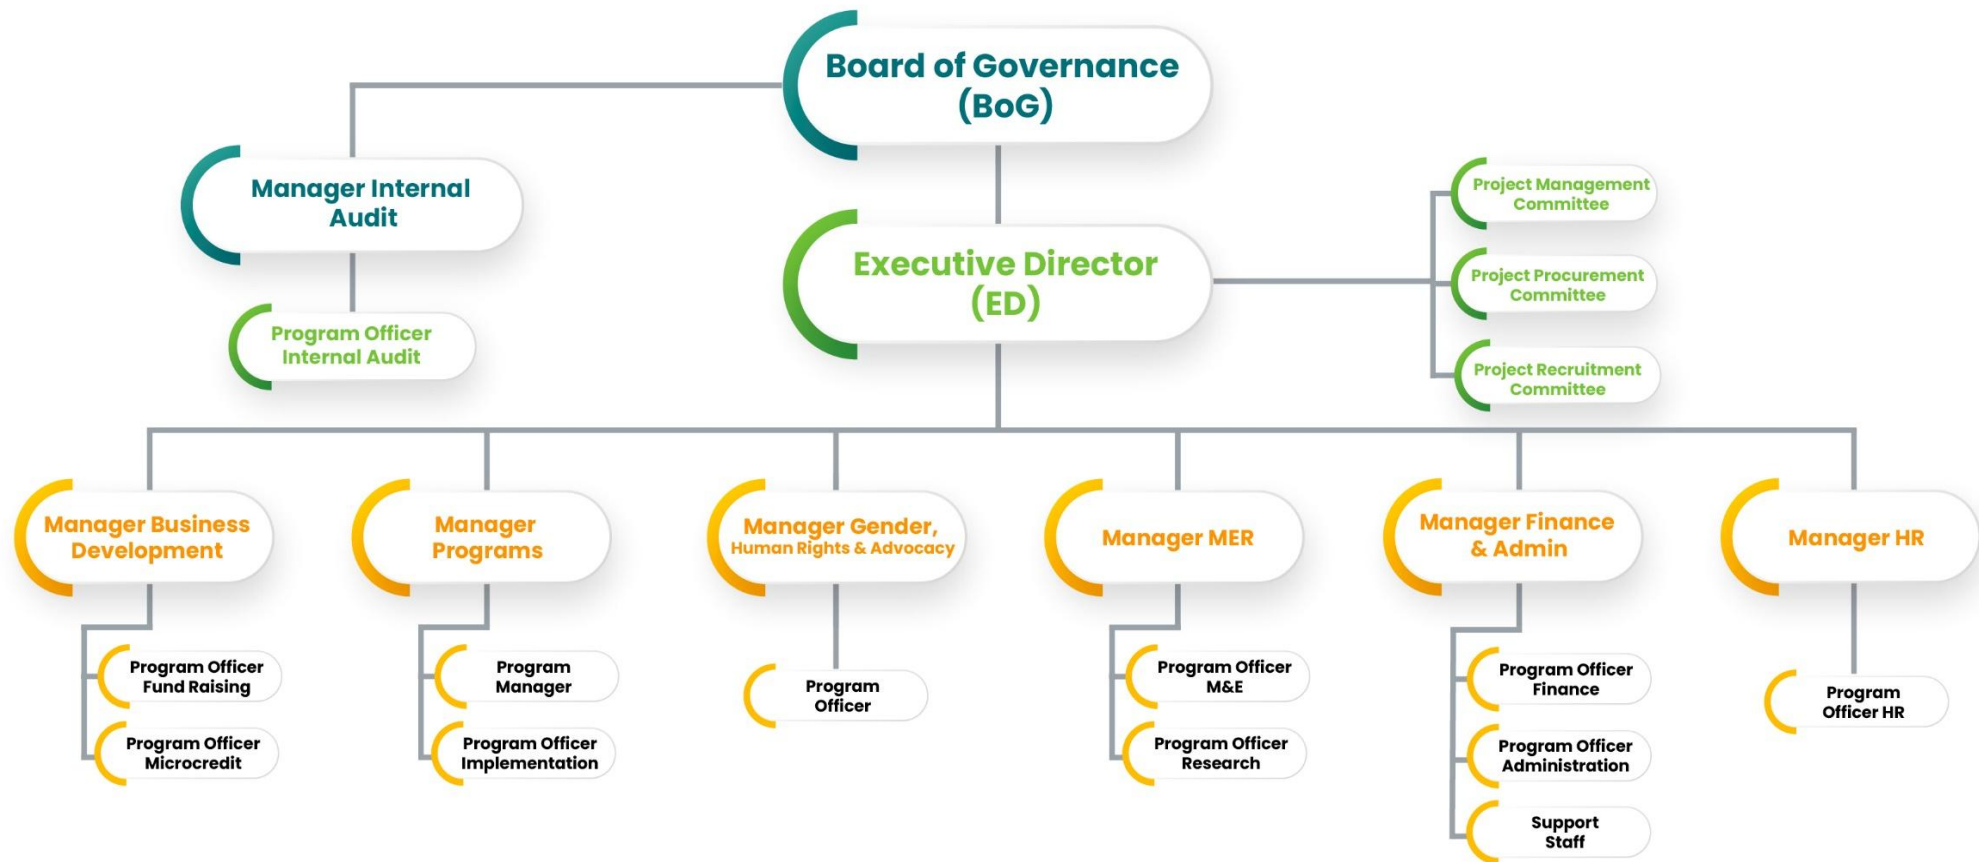 Board of Governance
(BoG)
Manager Internal
Audit
Project Management
Committee
Executive Director
(ED)
Project Procurement
Committee
Program Officer
Internal Audit
Project Recruitment
Committee
Manager Business
Development
Manager
Programs
Manager Gender,
Human Rights & Advocacy
Manager MER
Manager Finance
& Admin
Manager HR
Program Officer
Fund Raising
Program Officer
Microcredit
Program
Manager
Program Officer
Implementation
Program
Officer
Program Officer
M&E
Program Officer
Research
Program Officer
Finance
Program Officer
Administration
Support
Staff
Program
Officer HR